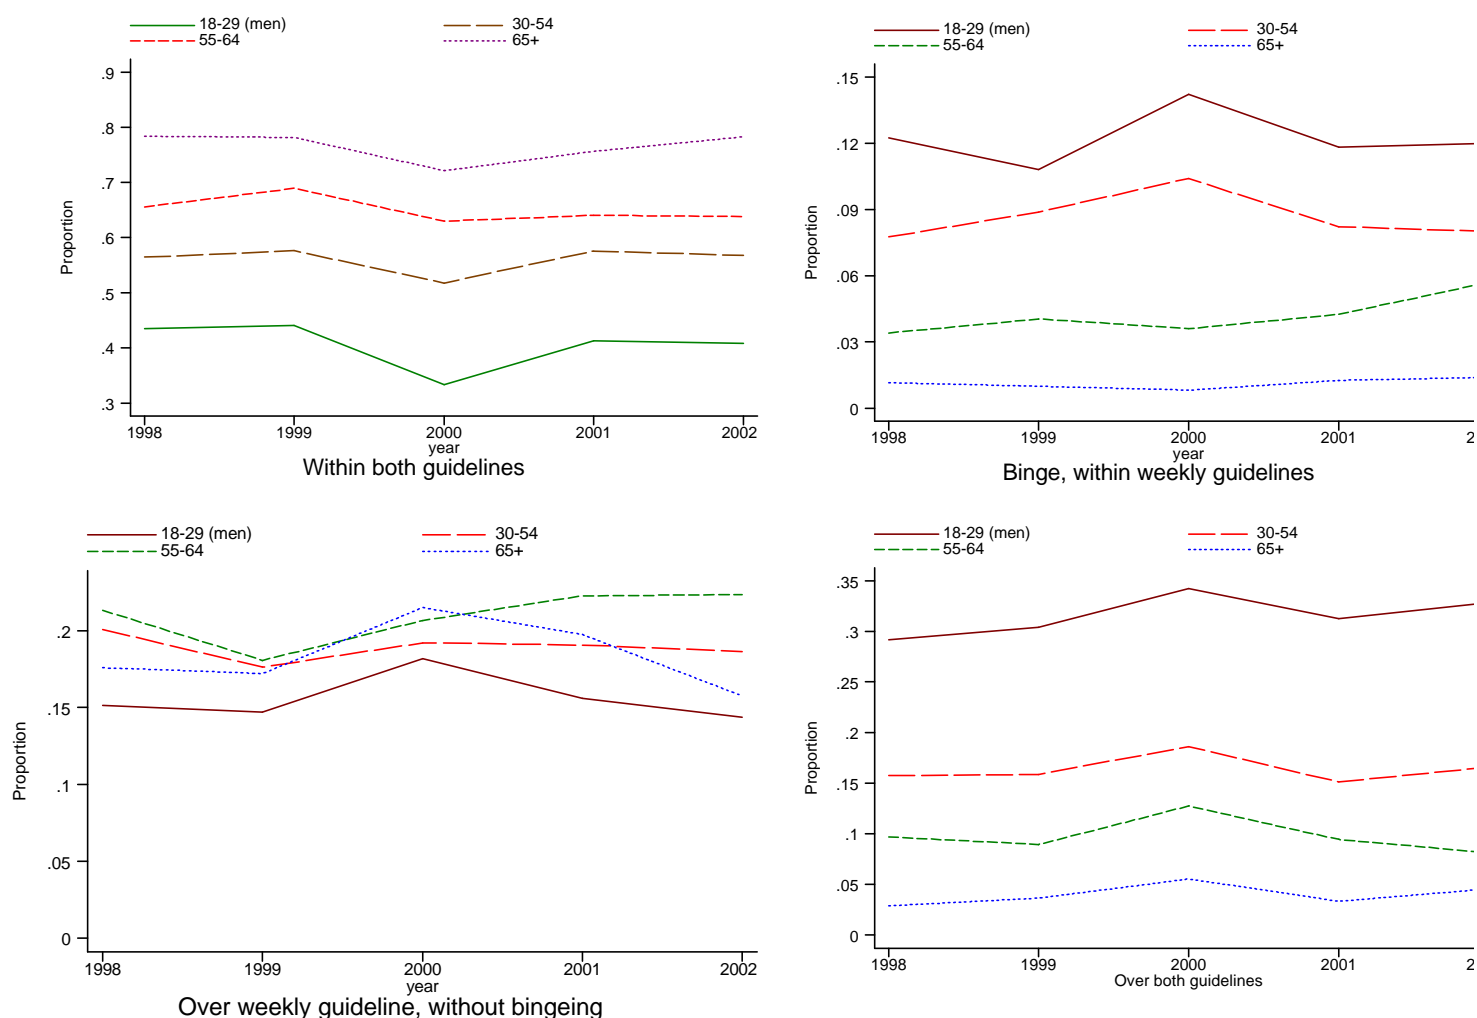 18-29 (men) 30-54
55-64 65+
.9
.8
.7
.6
.5
.4
.3
Proportion
1998 1999 2000 2001 2002
year
Within both guidelines
18-29 (men) 30-54
55-64 65+
.15
.12
.09
.06
.03
0
Proportion
1998 1999 2000 2001 2
year
Binge, within weekly guidelines
18-29 (men) 30-54
55-64 65+
.2
.15
.1
.05
0
Proportion
1998 1999 2000 2001 2002
year
Over weekly guideline, without bingeing
18-29 (men) 30-54
55-64 65+
.35
.3
.25
.2
.15
.1
.05
0
Proportion
1998 1999 2000 2001 2
Over both guidelines